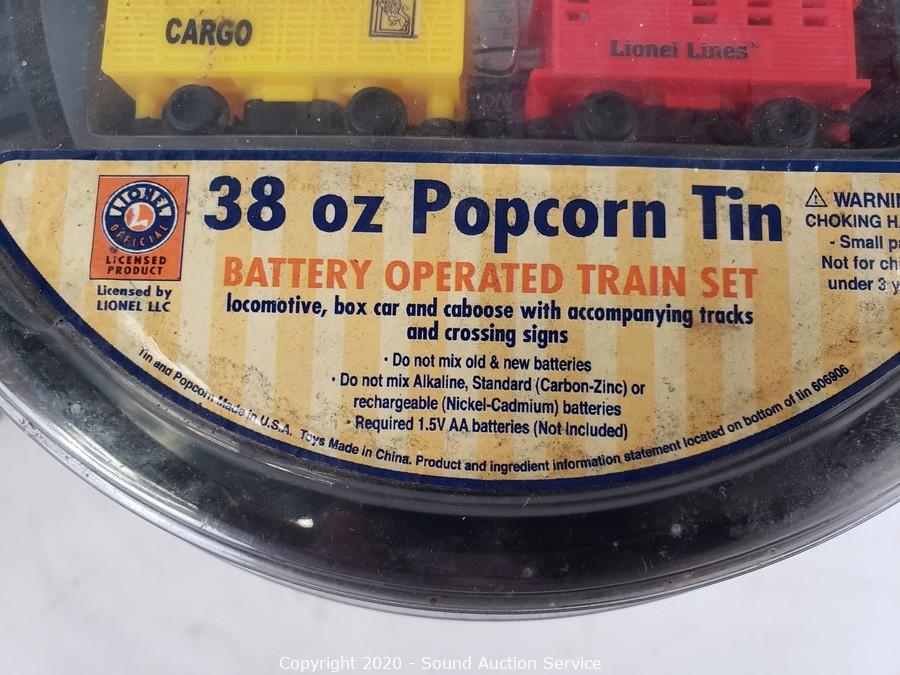 CARGO
Lionel Lines
LIONEL
OFFICIAL
LICENSED
PRODUCT
Licensed by
LIONEL LLC
38 oz Popcorn Tin
BATTERY OPERATED TRAIN SET
locomotive, box car and caboose with accompanying tracks
and crossing signs
· Do not mix old & new batteries
· Do not mix Alkaline, Standard (Carbon-Zinc) or
rechargeable (Nickel-Cadmium) batteries
· Required 1.5V AA batteries (Not Included)
⚠ WARNIN
CHOKING HA
- Small pa
Not for chi
under 3 y
Tin and Popcorn Made in U.S.A. Toys Made in China. Product and ingredient information statement located on bottom of tin 606906
Copyright 2020 - Sound Auction Service